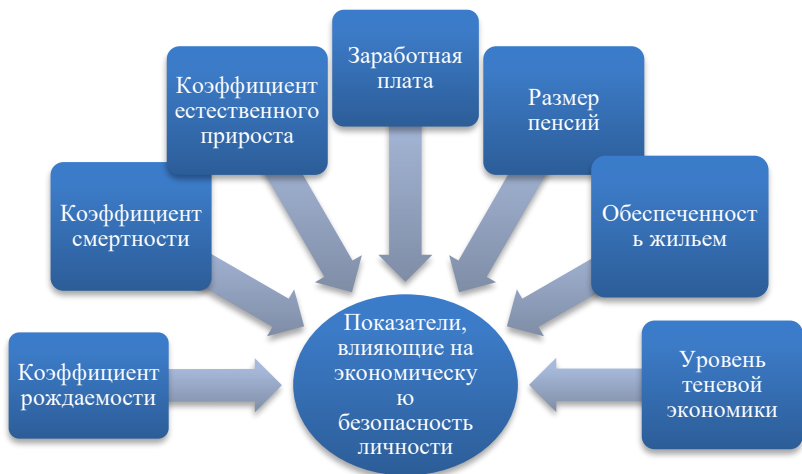 Заработная
плата
Коэффициент
естественного
прироста
Размер
пенсий
Коэффициент
смертности
Обеспеченност
ь жильем
Показатели,
влияющие на
экономическу
ю
безопасность
личности
Коэффициент
рождаемости
Уровень
теневой
экономики